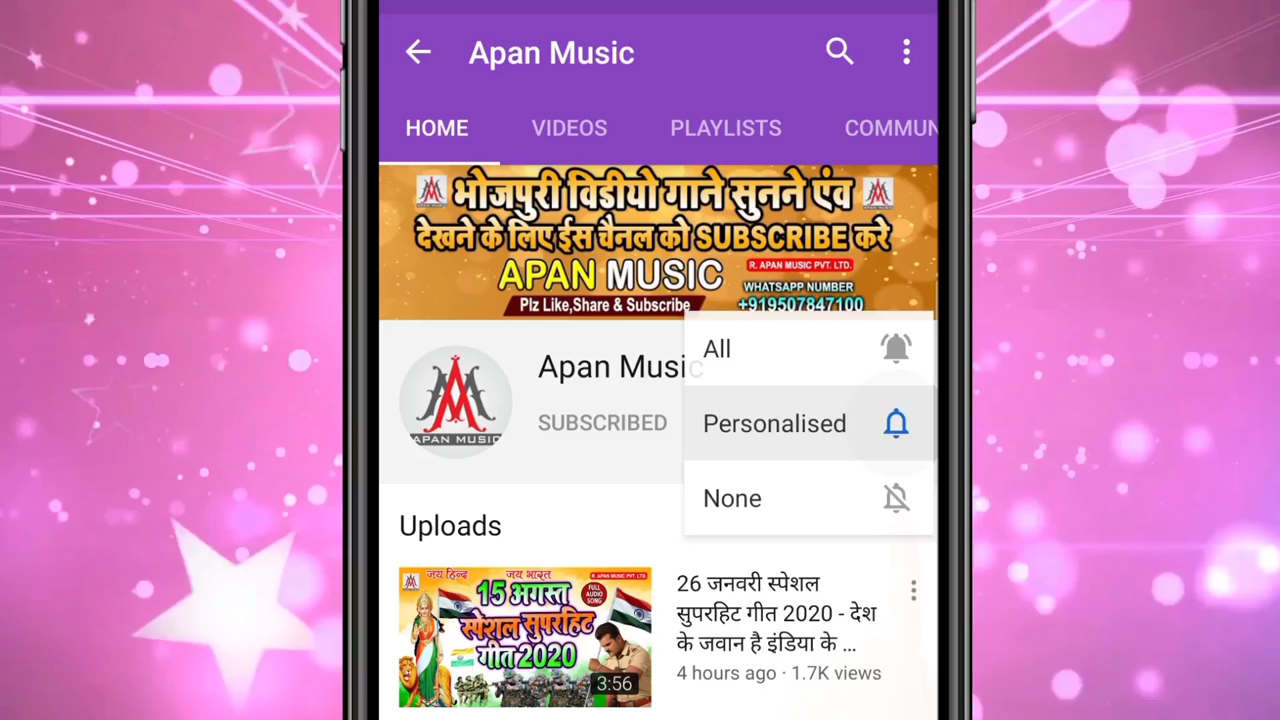 Apan Music
HOME VIDEOS PLAYLISTS COMMUN
भोजपुरी विडीयो गाने सुनने एंव
देखने के लिए ईस चैनल को SUBSCRIBE करे
APAN MUSIC
R. APAN MUSIC PVT. LTD.
WHATSAPP NUMBER
Plz Like,Share & Subscribe
+919507847100
Apan Music
SUBSCRIBED
APAN MUSIC
All
Personalised
None
Uploads
जय हिन्द जय भारत
R. APAN MUSIC PVT. LTD.
15 अगस्त
FULL AUDIO SONG
स्पेशल सुपरहिट
गीत 2020
3:56
26 जनवरी स्पेशल
सुपरहिट गीत 2020 - देश
के जवान है इंडिया के ...
4 hours ago · 1.7K views